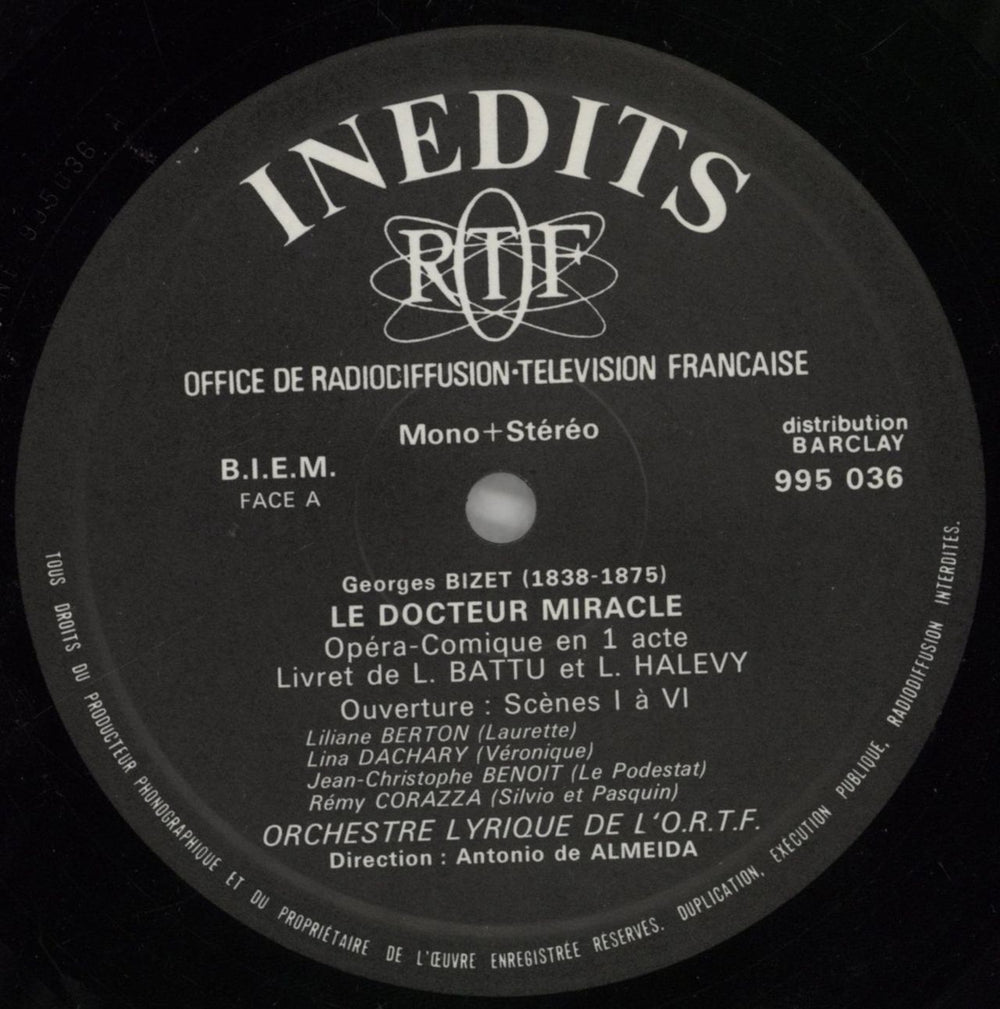 INEDITS
RTF
OFFICE DE RADIODIFFUSION·TELEVISION FRANCAISE
Mono+Stéréo
distribution
BARCLAY
995 036
B.I.E.M.
FACE A
Georges BIZET (1838-1875)
LE DOCTEUR MIRACLE
Opéra-Comique en 1 acte
Livret de L. BATTU et L. HALEVY
Ouverture : Scènes I à VI
Liliane BERTON (Laurette)
Lina DACHARY (Véronique)
Jean-Christophe BENOIT (Le Podestat)
Rémy CORAZZA (Silvio et Pasquin)
ORCHESTRE LYRIQUE DE L'O.R.T.F.
Direction : Antonio de ALMEIDA
TOUS DROITS DU PRODUCTEUR PHONOGRAPHIQUE ET DU PROPRIÉTAIRE DE L'ŒUVRE ENREGISTRÉE RÉSERVÉS. DUPLICATION, EXÉCUTION PUBLIQUE, RADIODIFFUSION INTERDITES.
995036 A